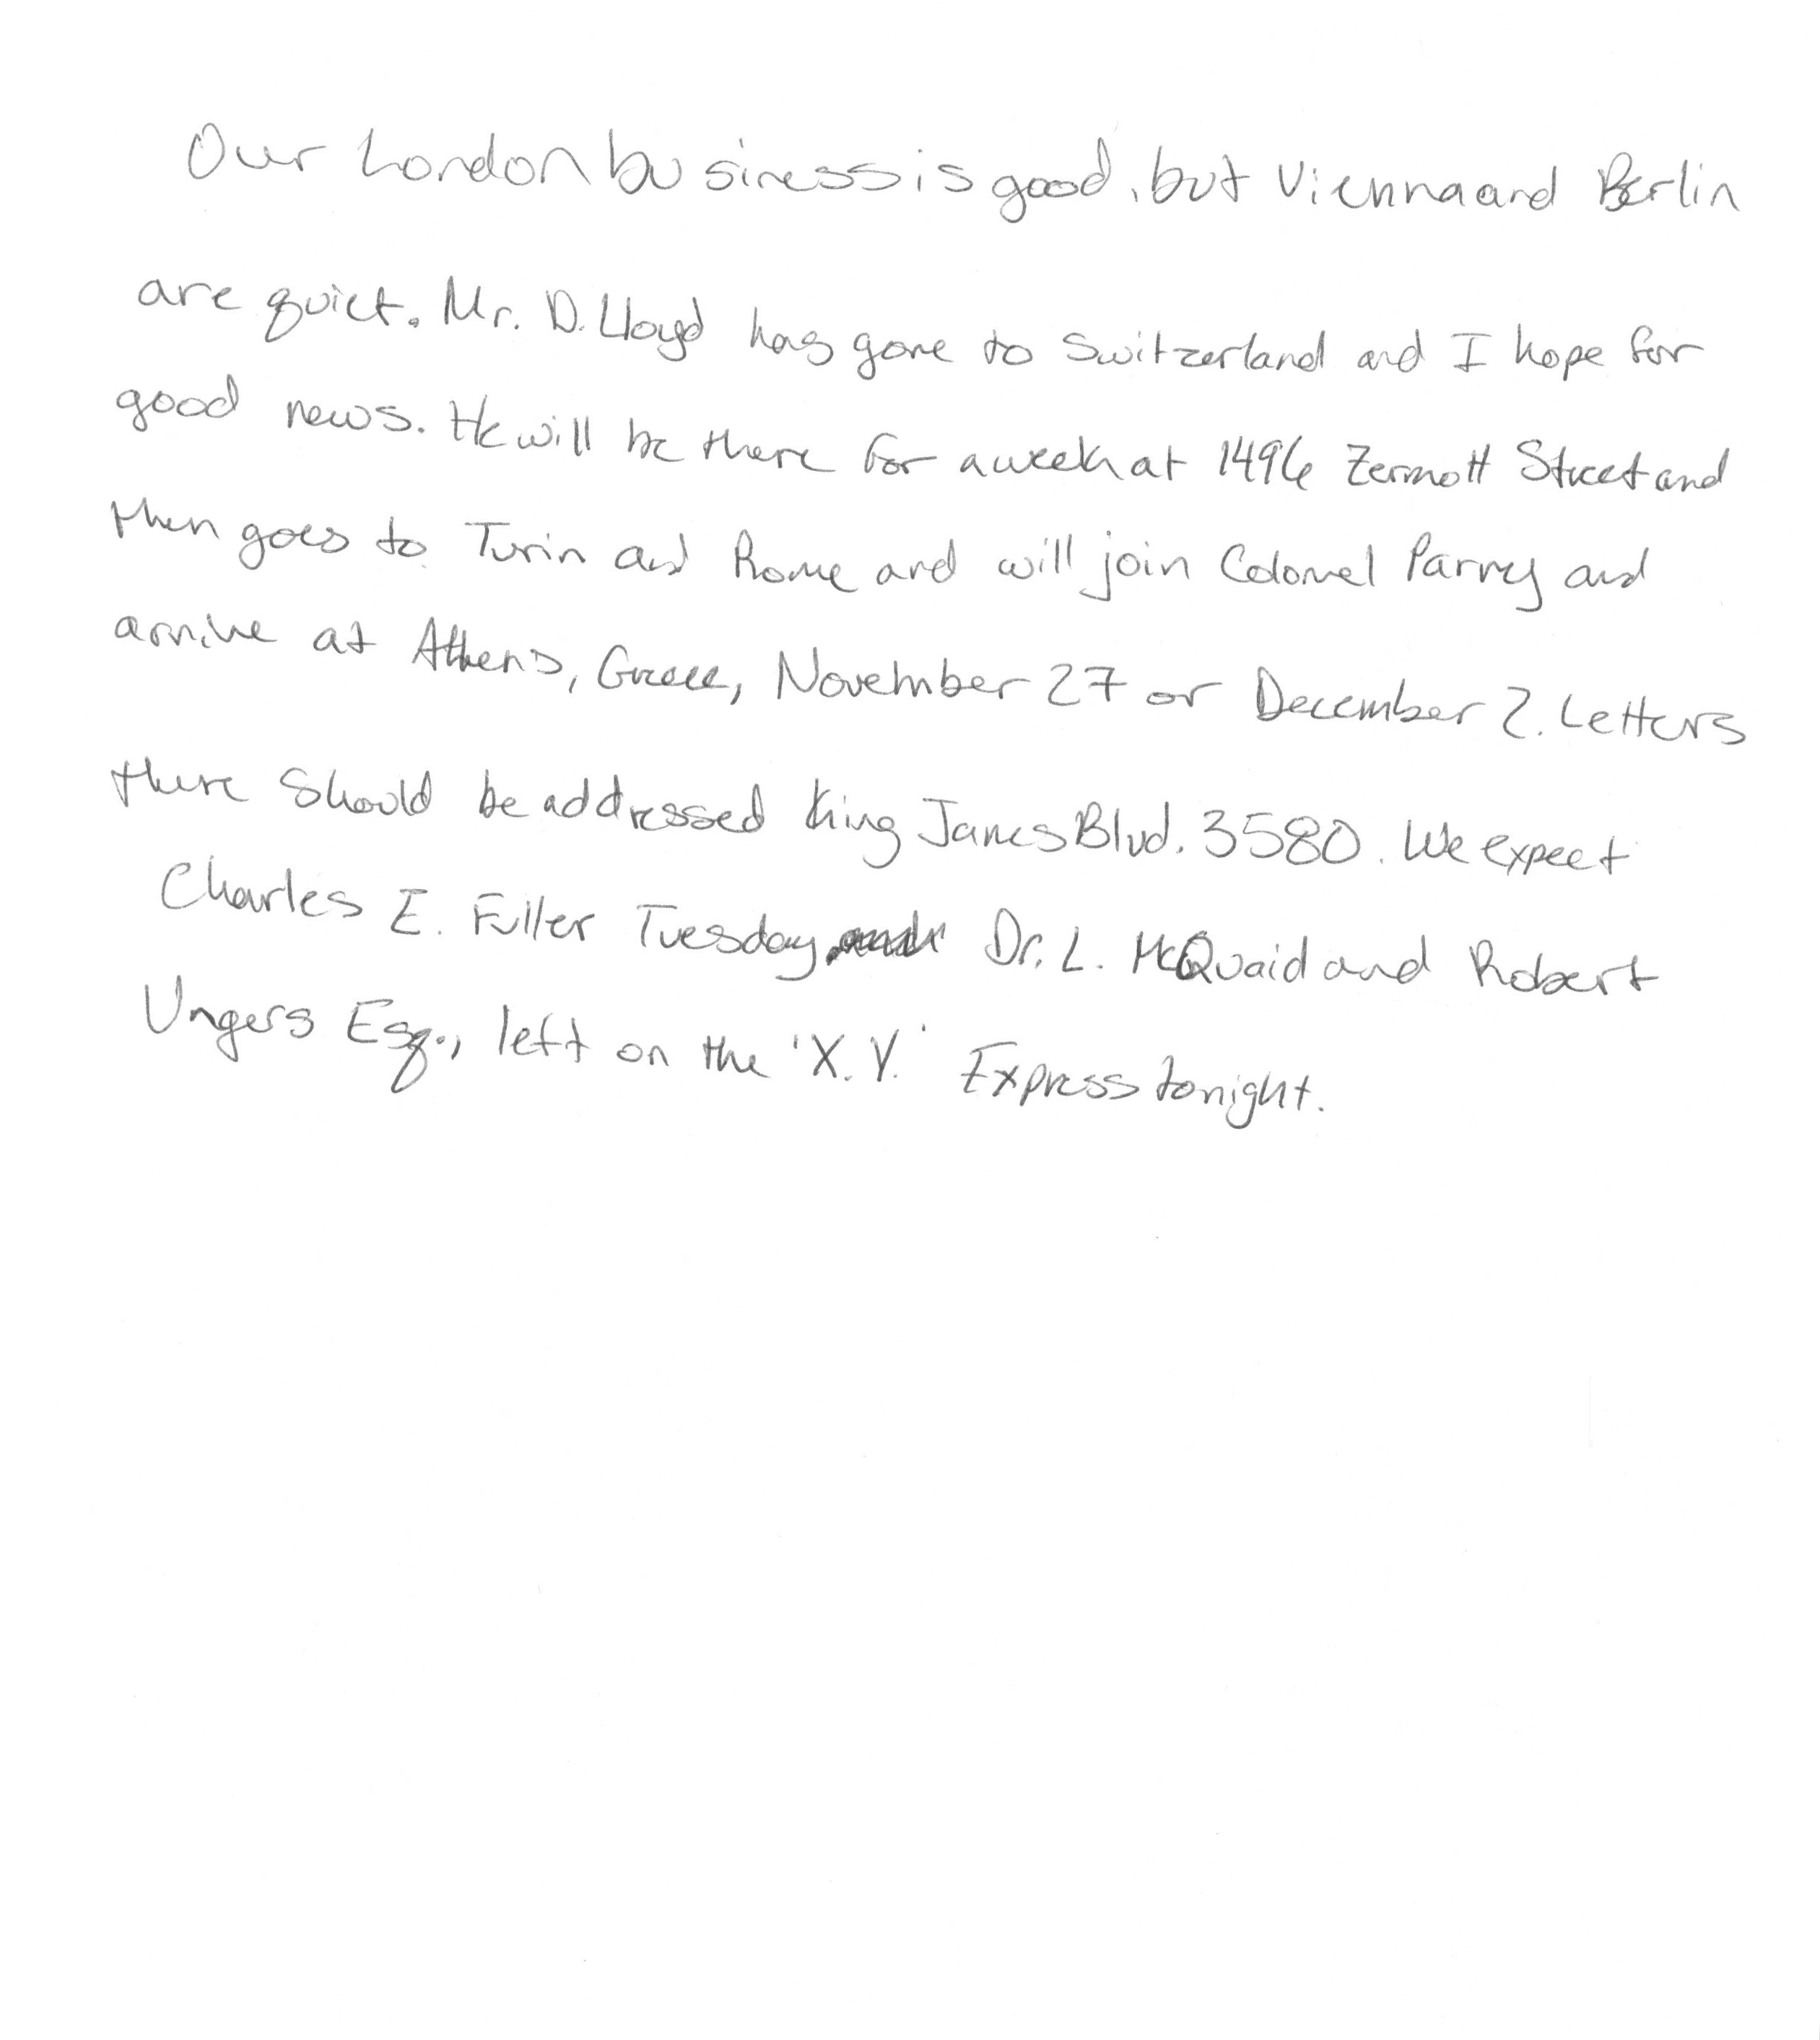 Our London business is good, but Vienna and Berlin
are quiet. Mr. D. Lloyd has gone to Switzerland and I hope for
good news. He will be there for a week at 1496 Zermott Street and
then goes to Turin and Rome and will join Colonel Parry and
arrive at Athens, Greece, November 27 or December 2. Letters
there should be addressed King James Blvd. 3580. We expect
Charles E. Fuller Tuesday. Dr. L. McQuaid and Robert
Ungers Esq., left on the 'X.Y.' Express tonight.